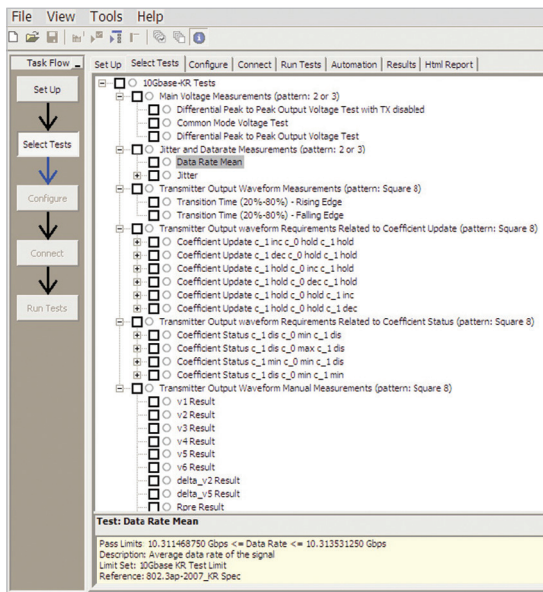 File View Tools Help
Task Flow
Set Up
Select Tests
Configure
Connect
Run Tests
Set Up Select Tests Configure Connect Run Tests Automation Results Html Report
10Gbase-KR Tests
Main Voltage Measurements (pattern: 2 or 3)
Differential Peak to Peak Output Voltage Test with TX disabled
Common Mode Voltage Test
Differential Peak to Peak Output Voltage Test
Jitter and Datarate Measurements (pattern: 2 or 3)
Data Rate Mean
Jitter
Transmitter Output Waveform Measurements (pattern: Square 8)
Transition Time (20%-80%) - Rising Edge
Transition Time (20%-80%) - Falling Edge
Transmitter Output waveform Requirements Related to Coefficient Update (pattern: Square 8)
Coefficient Update c_1 inc c_0 hold c_1 hold
Coefficient Update c_1 dec c_0 hold c_1 hold
Coefficient Update c_1 hold c_0 inc c_1 hold
Coefficient Update c_1 hold c_0 dec c_1 hold
Coefficient Update c_1 hold c_0 hold c_1 inc
Coefficient Update c_1 hold c_0 hold c_1 dec
Transmitter Output waveform Requirements Related to Coefficient Status (pattern: Square 8)
Coefficient Status c_1 dis c_0 min c_1 dis
Coefficient Status c_1 dis c_0 max c_1 dis
Coefficient Status c_1 min c_0 min c_1 dis
Coefficient Status c_1 dis c_0 min c_1 min
Transmitter Output Waveform Manual Measurements (pattern: Square 8)
v1 Result
v2 Result
v3 Result
v4 Result
v5 Result
v6 Result
delta_v2 Result
delta_v5 Result
Rpre Result
Test: Data Rate Mean
Pass Limits: 10.311468750 Gbps <= Data Rate <= 10.313531250 Gbps
Description: Average data rate of the signal
Limit Set: 10Gbase KR Test Limit
Reference: 802.3ap-2007_KR Spec